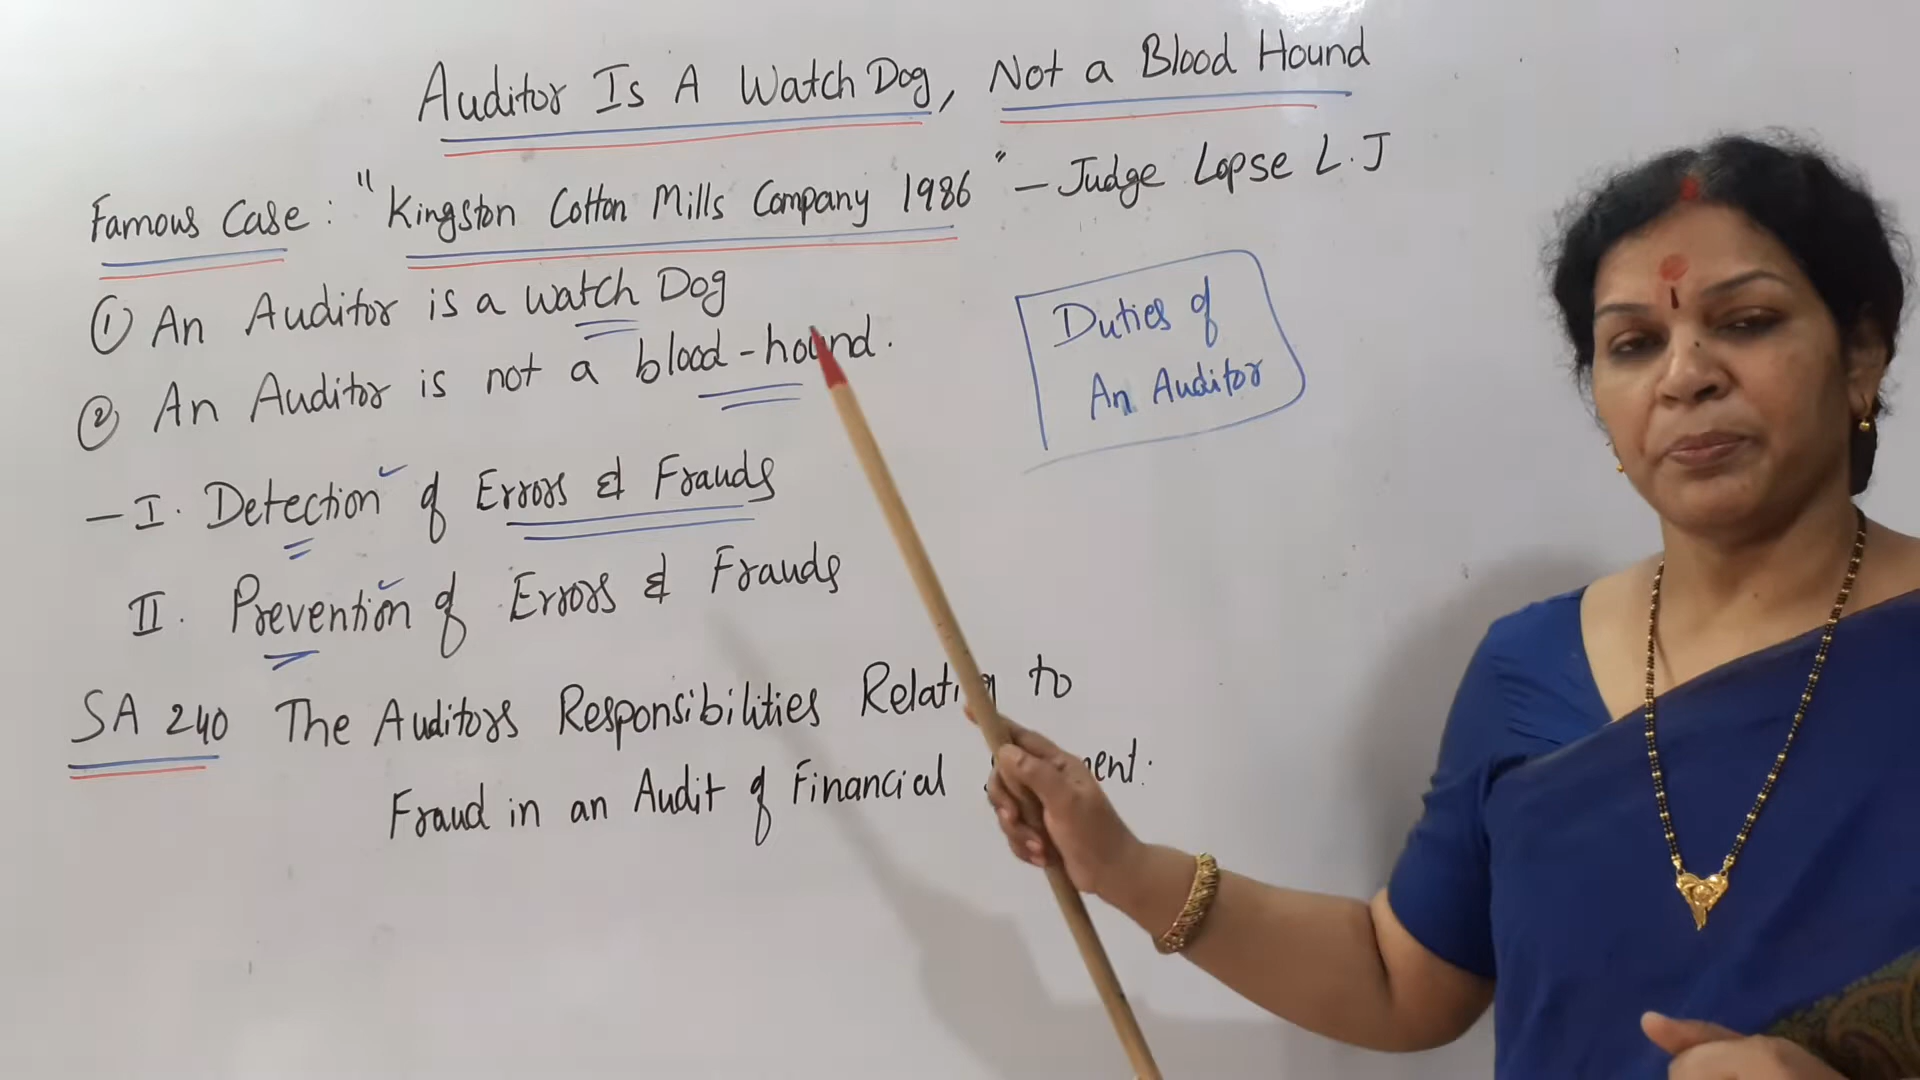 Auditor Is A Watch Dog, Not a Blood Hound
Famous Case : "Kingston Cotton Mills Company 1986" - Judge Lopse L.J
① An Auditor is a watch Dog
② An Auditor is not a blood-hound.
Duties of
An Auditor
- I. Detection of Errors & Frauds
II. Prevention of Errors & Frauds
SA 240 The Auditors Responsibilities Relating to
Fraud in an Audit of Financial